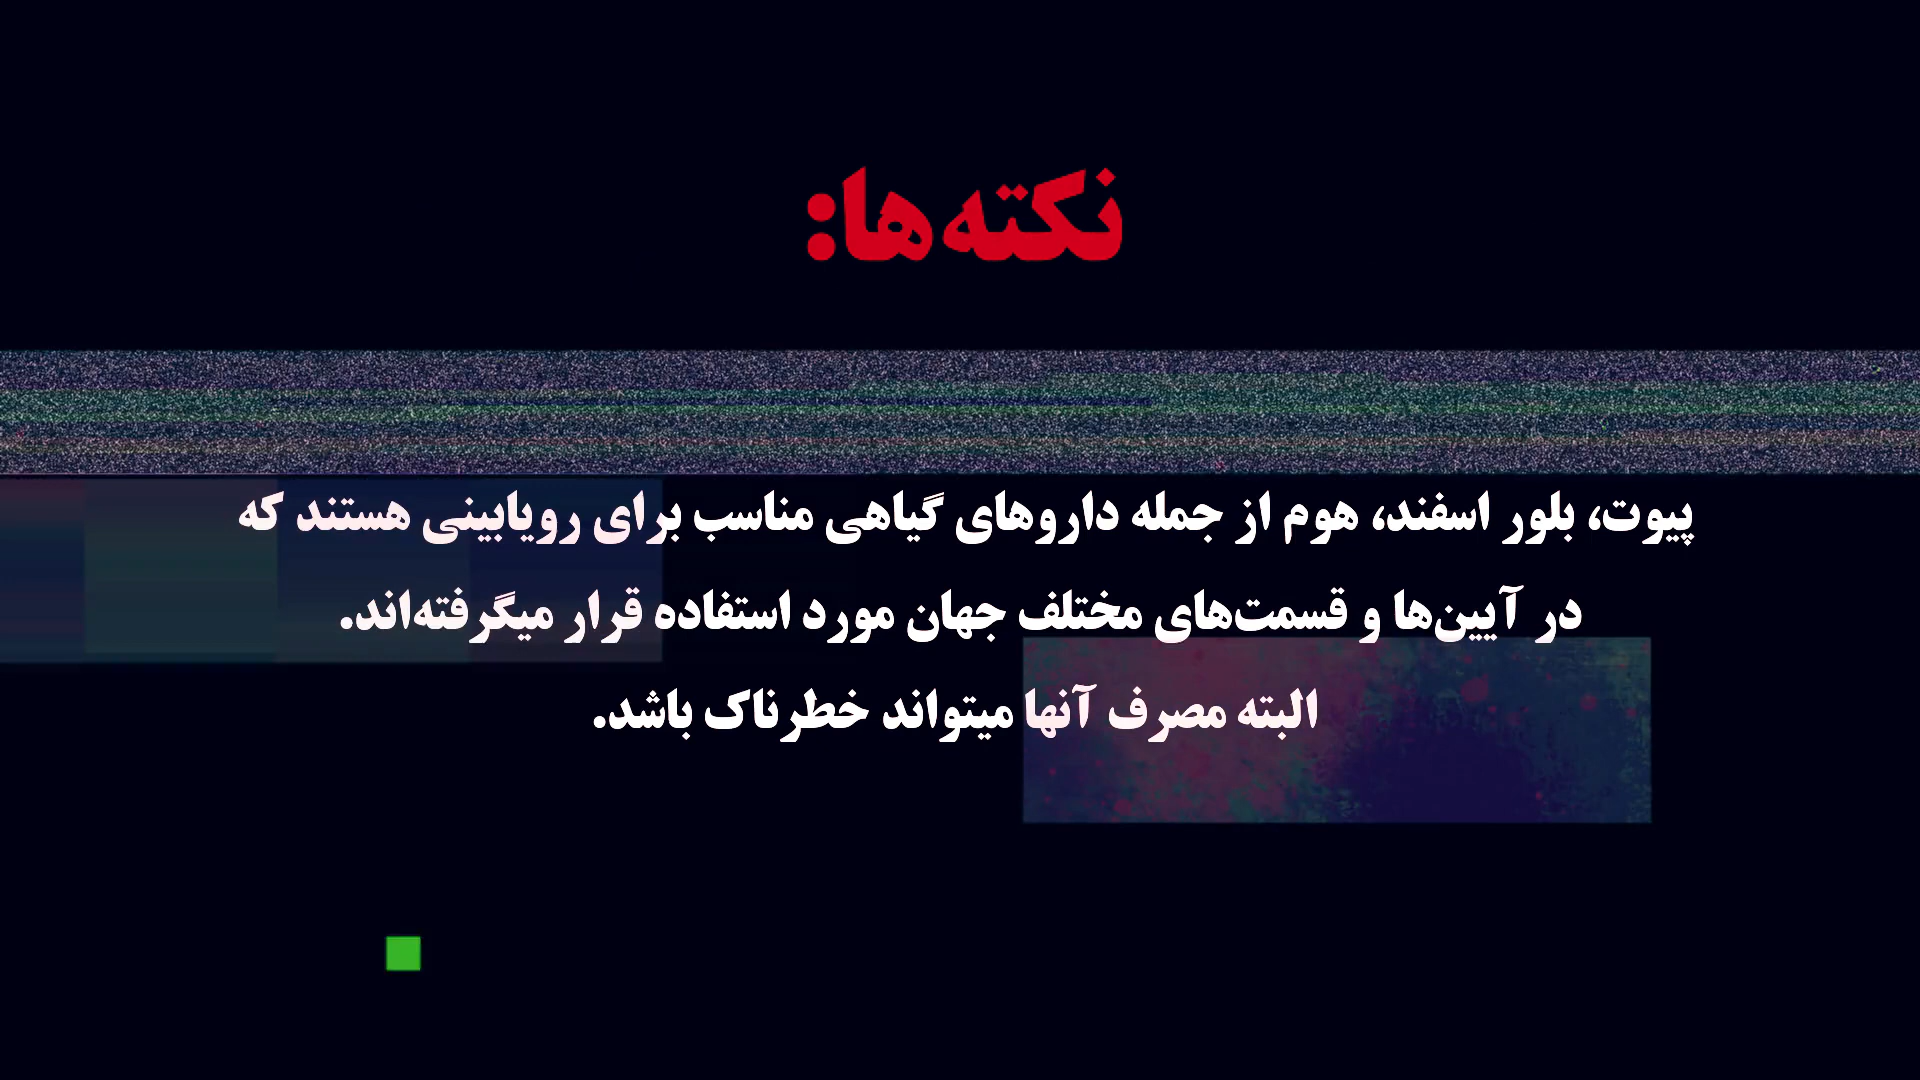 نکته‌ها:
پیوت، بلور اسفند، هوم از جمله داروهای گیاهی مناسب برای رویابینی هستند که
در آیین‌ها و قسمت‌های مختلف جهان مورد استفاده قرار میگرفته‌اند.
البته مصرف آنها میتواند خطرناک باشد.